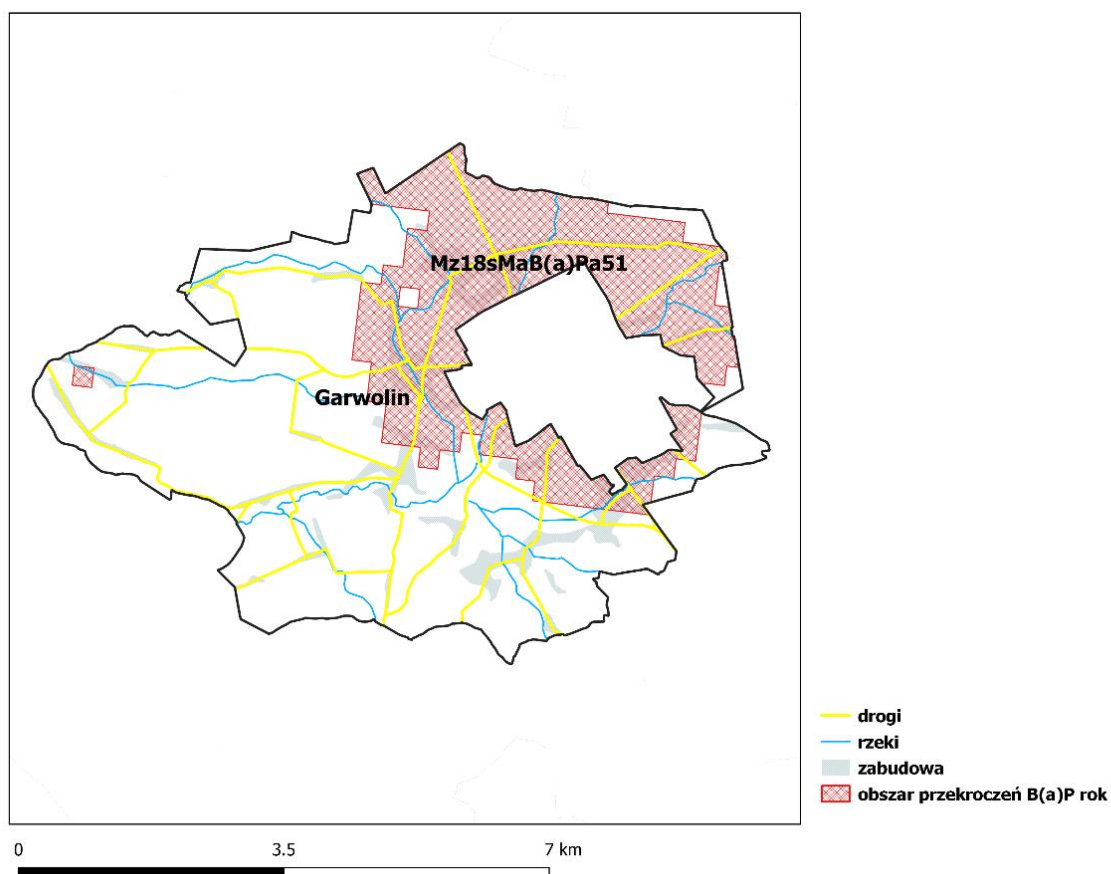 Mz18sMaB(a)Pa51
Garwolin
drogi
rzeki
zabudowa
obszar przekroczeń B(a)P rok
0 3.5 7 km